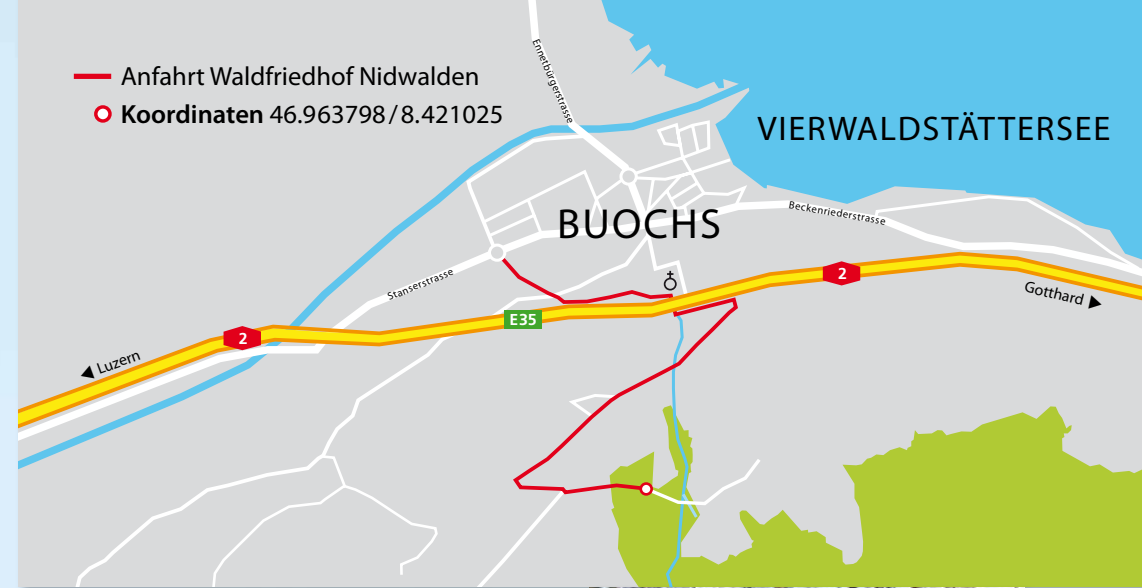 Anfahrt Waldfriedhof Nidwalden
Koordinaten 46.963798/8.421025
Ennetbürgerstrasse
VIERWALDSTÄTTERSEE
BUOCHS
Beckenriederstrasse
Stanserstrasse
2
Gotthard
E35
2
Luzern